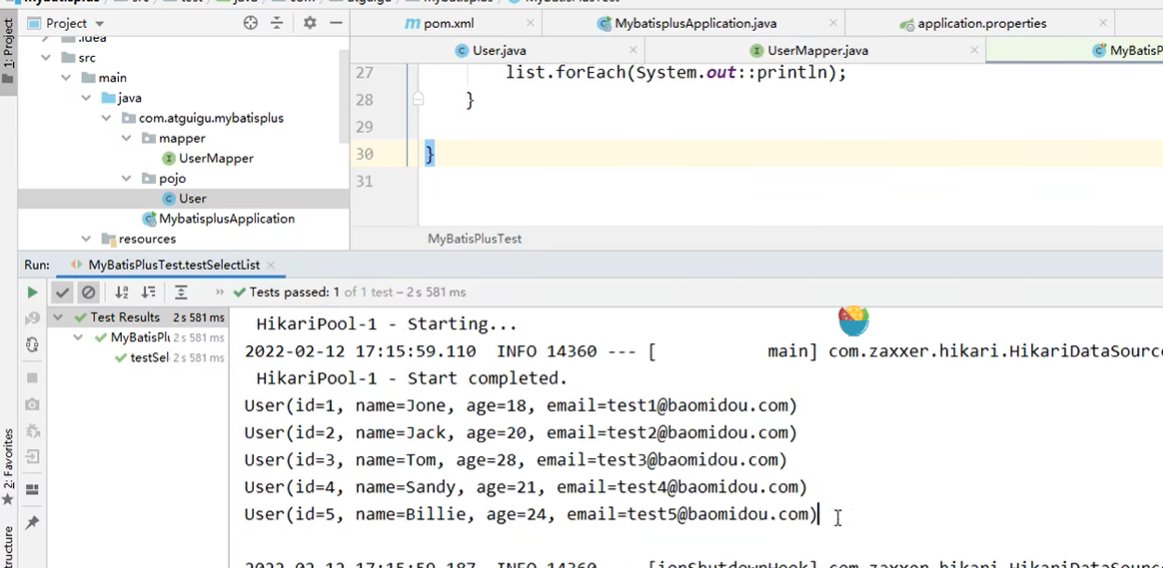 1: Project
Project
pom.xml
MybatisplusApplication.java
application.properties
User.java
UserMapper.java
src
main
java
com.atguigu.mybatisplus
mapper
UserMapper
pojo
User
MybatisplusApplication
resources
27 list.forEach(System.out::println);
28 }
29
30 }
31
MyBatisPlusTest
Run: MyBatisPlusTest.testSelectList
Tests passed: 1 of 1 test – 2 s 581 ms
Test Results 2 s 581 ms
MyBatisPlu 2 s 581 ms
testSel 2 s 581 ms
HikariPool-1 - Starting...
2022-02-12 17:15:59.110 INFO 14360 --- [ main] com.zaxxer.hikari.HikariDataSource
HikariPool-1 - Start completed.
User(id=1, name=Jone, age=18, email=test1@baomidou.com)
User(id=2, name=Jack, age=20, email=test2@baomidou.com)
User(id=3, name=Tom, age=28, email=test3@baomidou.com)
User(id=4, name=Sandy, age=21, email=test4@baomidou.com)
User(id=5, name=Billie, age=24, email=test5@baomidou.com)
2: Favorites